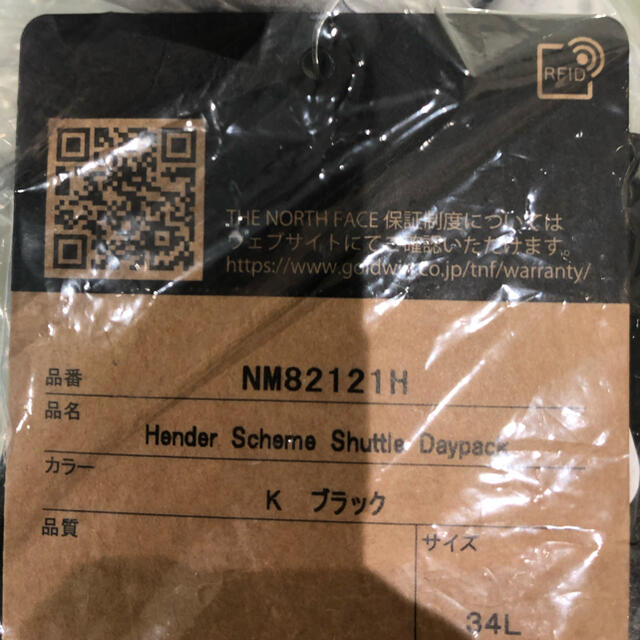 RFID
THE NORTH FACE 保証制度については
ウェブサイトにてご確認いただけます。
https://www.goldwin.co.jp/tnf/warranty/
品番 NM82121H
品名
Hender Scheme Shuttle Daypack
カラー
K ブラック
品質
サイズ
34L